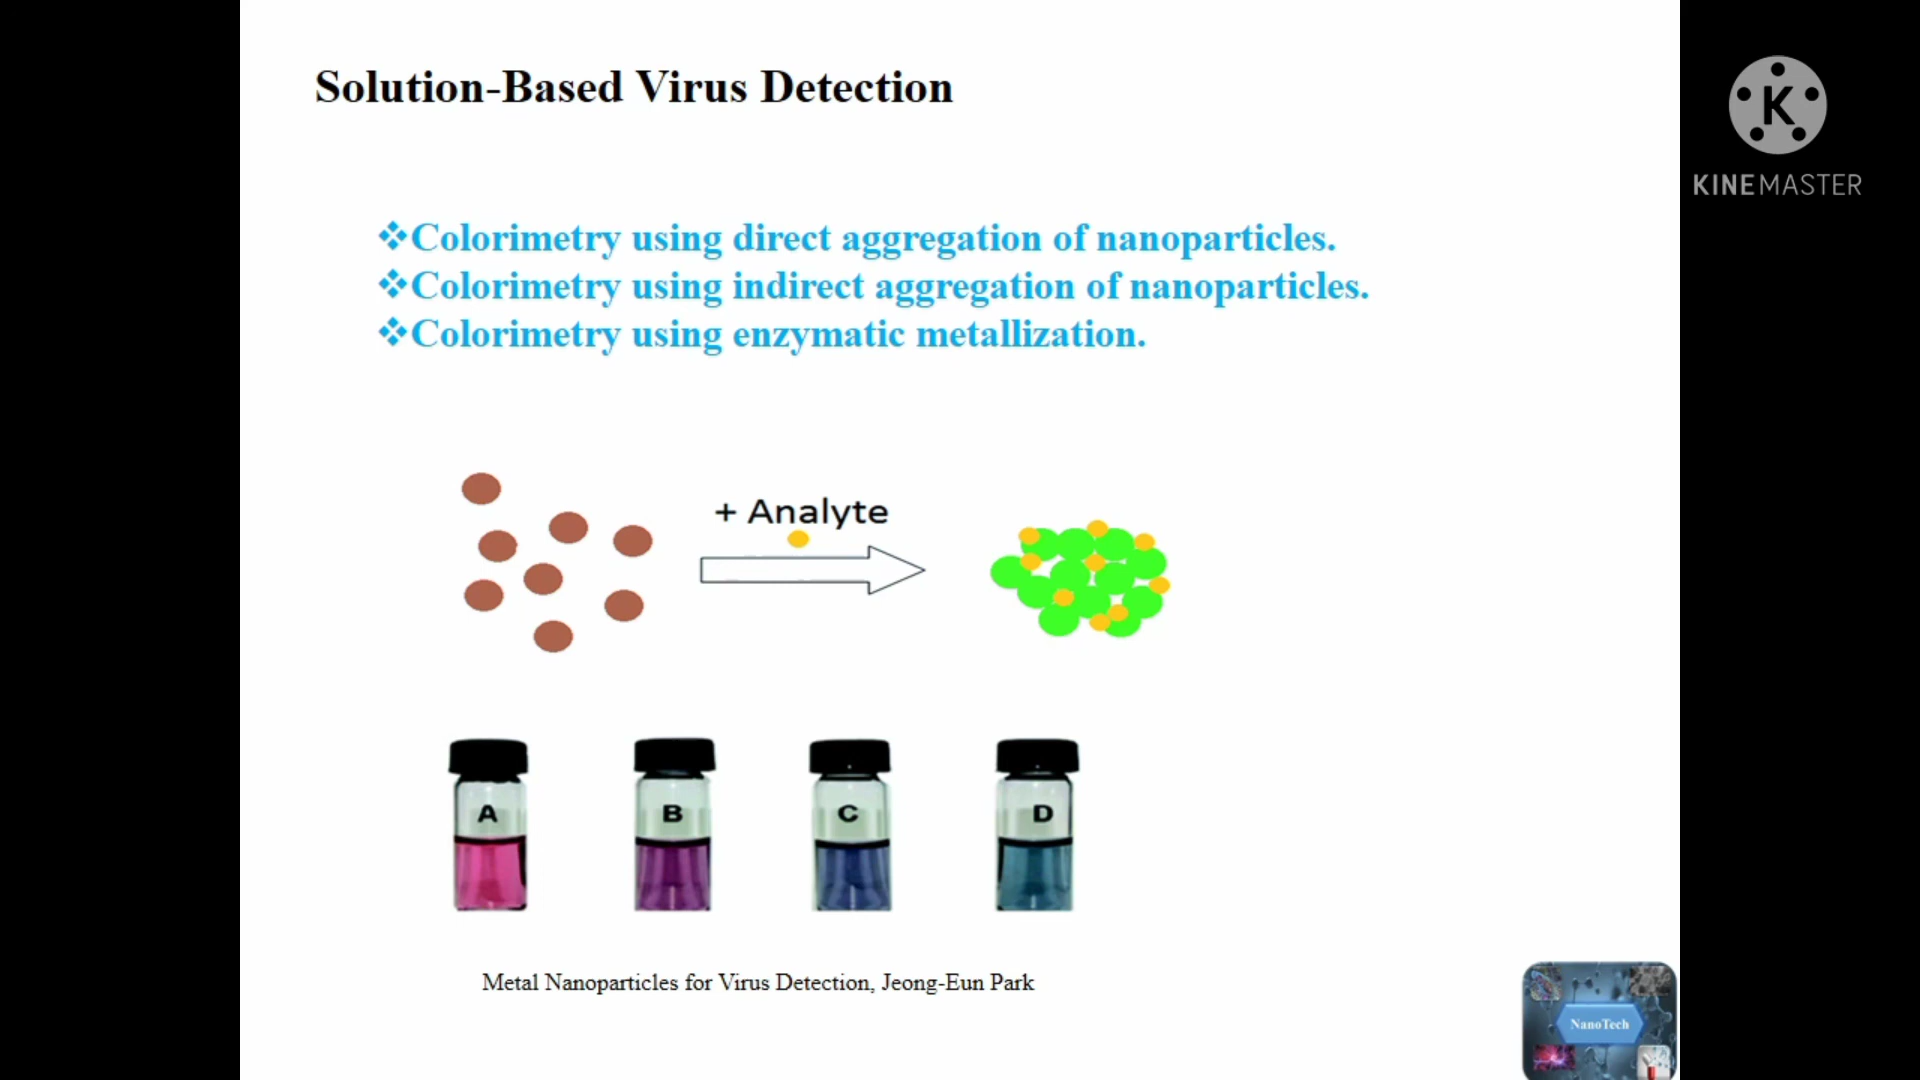 Solution-Based Virus Detection
K
KINEMASTER
❖Colorimetry using direct aggregation of nanoparticles.
❖Colorimetry using indirect aggregation of nanoparticles.
❖Colorimetry using enzymatic metallization.
+ Analyte
A
B
C
D
Metal Nanoparticles for Virus Detection, Jeong-Eun Park
NanoTech